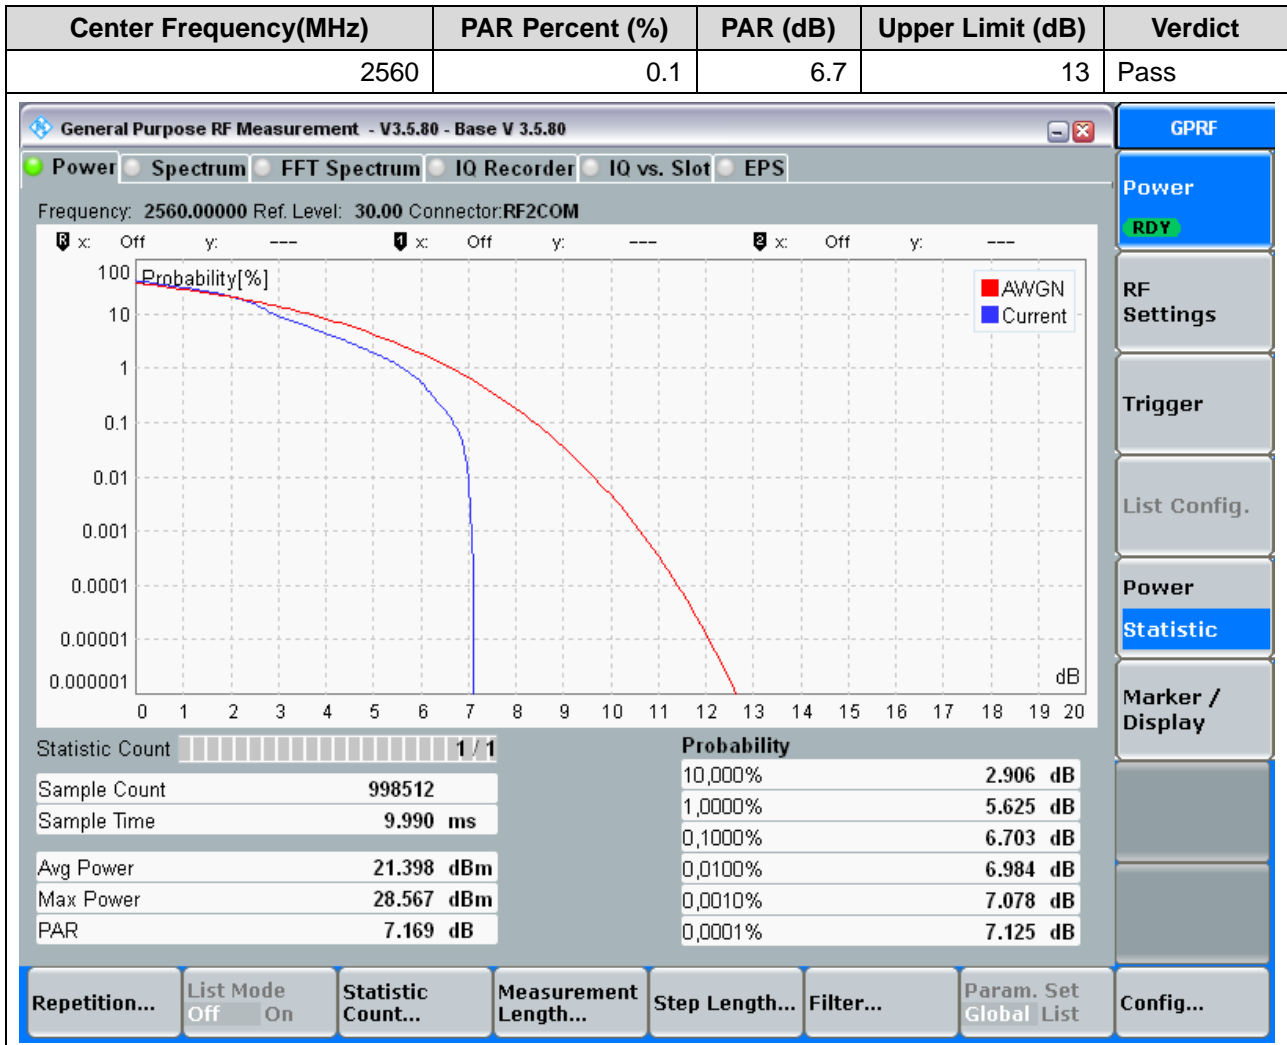 Center Frequency(MHz) PAR Percent (%) PAR (dB) Upper Limit (dB) Verdict
2560 0.1 6.7 13 Pass
General Purpose RF Measurement - V3.5.80 - Base V 3.5.80
GPRF
Power Spectrum FFT Spectrum IQ Recorder IQ vs. Slot EPS
Frequency: 2560.00000 Ref. Level: 30.00 Connector:RF2COM
R x: Off y: --- 1 x: Off y: --- 2 x: Off y: ---
Probability[%]
AWGN
Current
100
10
1
0.1
0.01
0.001
0.0001
0.00001
0.000001
dB
0 1 2 3 4 5 6 7 8 9 10 11 12 13 14 15 16 17 18 19 20
Statistic Count 1 / 1
Sample Count 998512
Sample Time 9.990 ms
Avg Power 21.398 dBm
Max Power 28.567 dBm
PAR 7.169 dB
Probability
10,000% 2.906 dB
1,0000% 5.625 dB
0,1000% 6.703 dB
0,0100% 6.984 dB
0,0010% 7.078 dB
0,0001% 7.125 dB
Power
RDY
RF
Settings
Trigger
List Config.
Power
Statistic
Marker /
Display
Repetition...
List Mode
Off On
Statistic
Count...
Measurement
Length...
Step Length...
Filter...
Param. Set
Global List
Config...